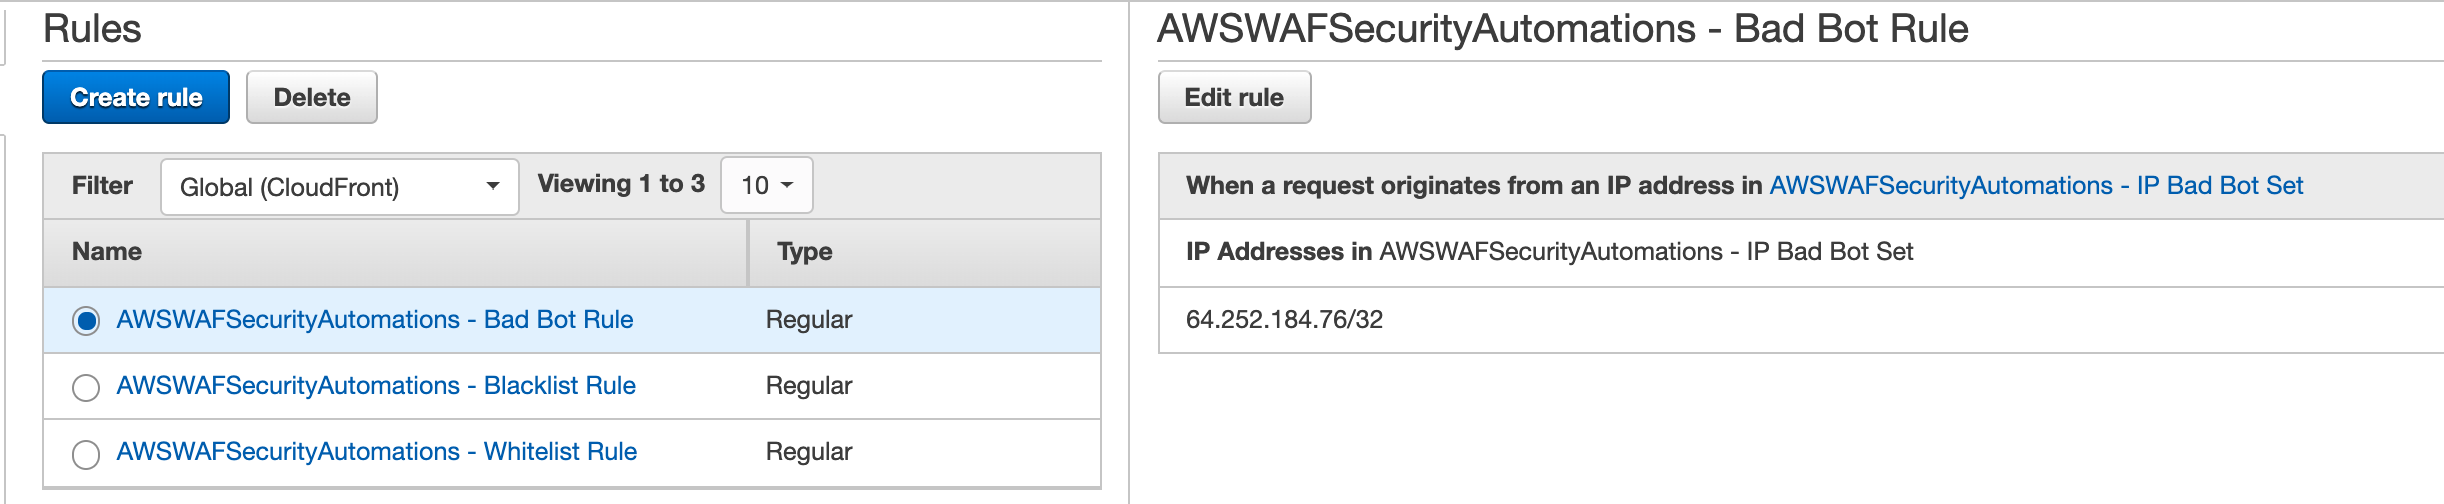 Rules
Create rule
Delete
Filter
Global (CloudFront)
Viewing 1 to 3
10
Name
Type
AWSWAFSecurityAutomations - Bad Bot Rule
Regular
AWSWAFSecurityAutomations - Blacklist Rule
Regular
AWSWAFSecurityAutomations - Whitelist Rule
Regular
AWSWAFSecurityAutomations - Bad Bot Rule
Edit rule
When a request originates from an IP address in AWSWAFSecurityAutomations - IP Bad Bot Set
IP Addresses in AWSWAFSecurityAutomations - IP Bad Bot Set
64.252.184.76/32